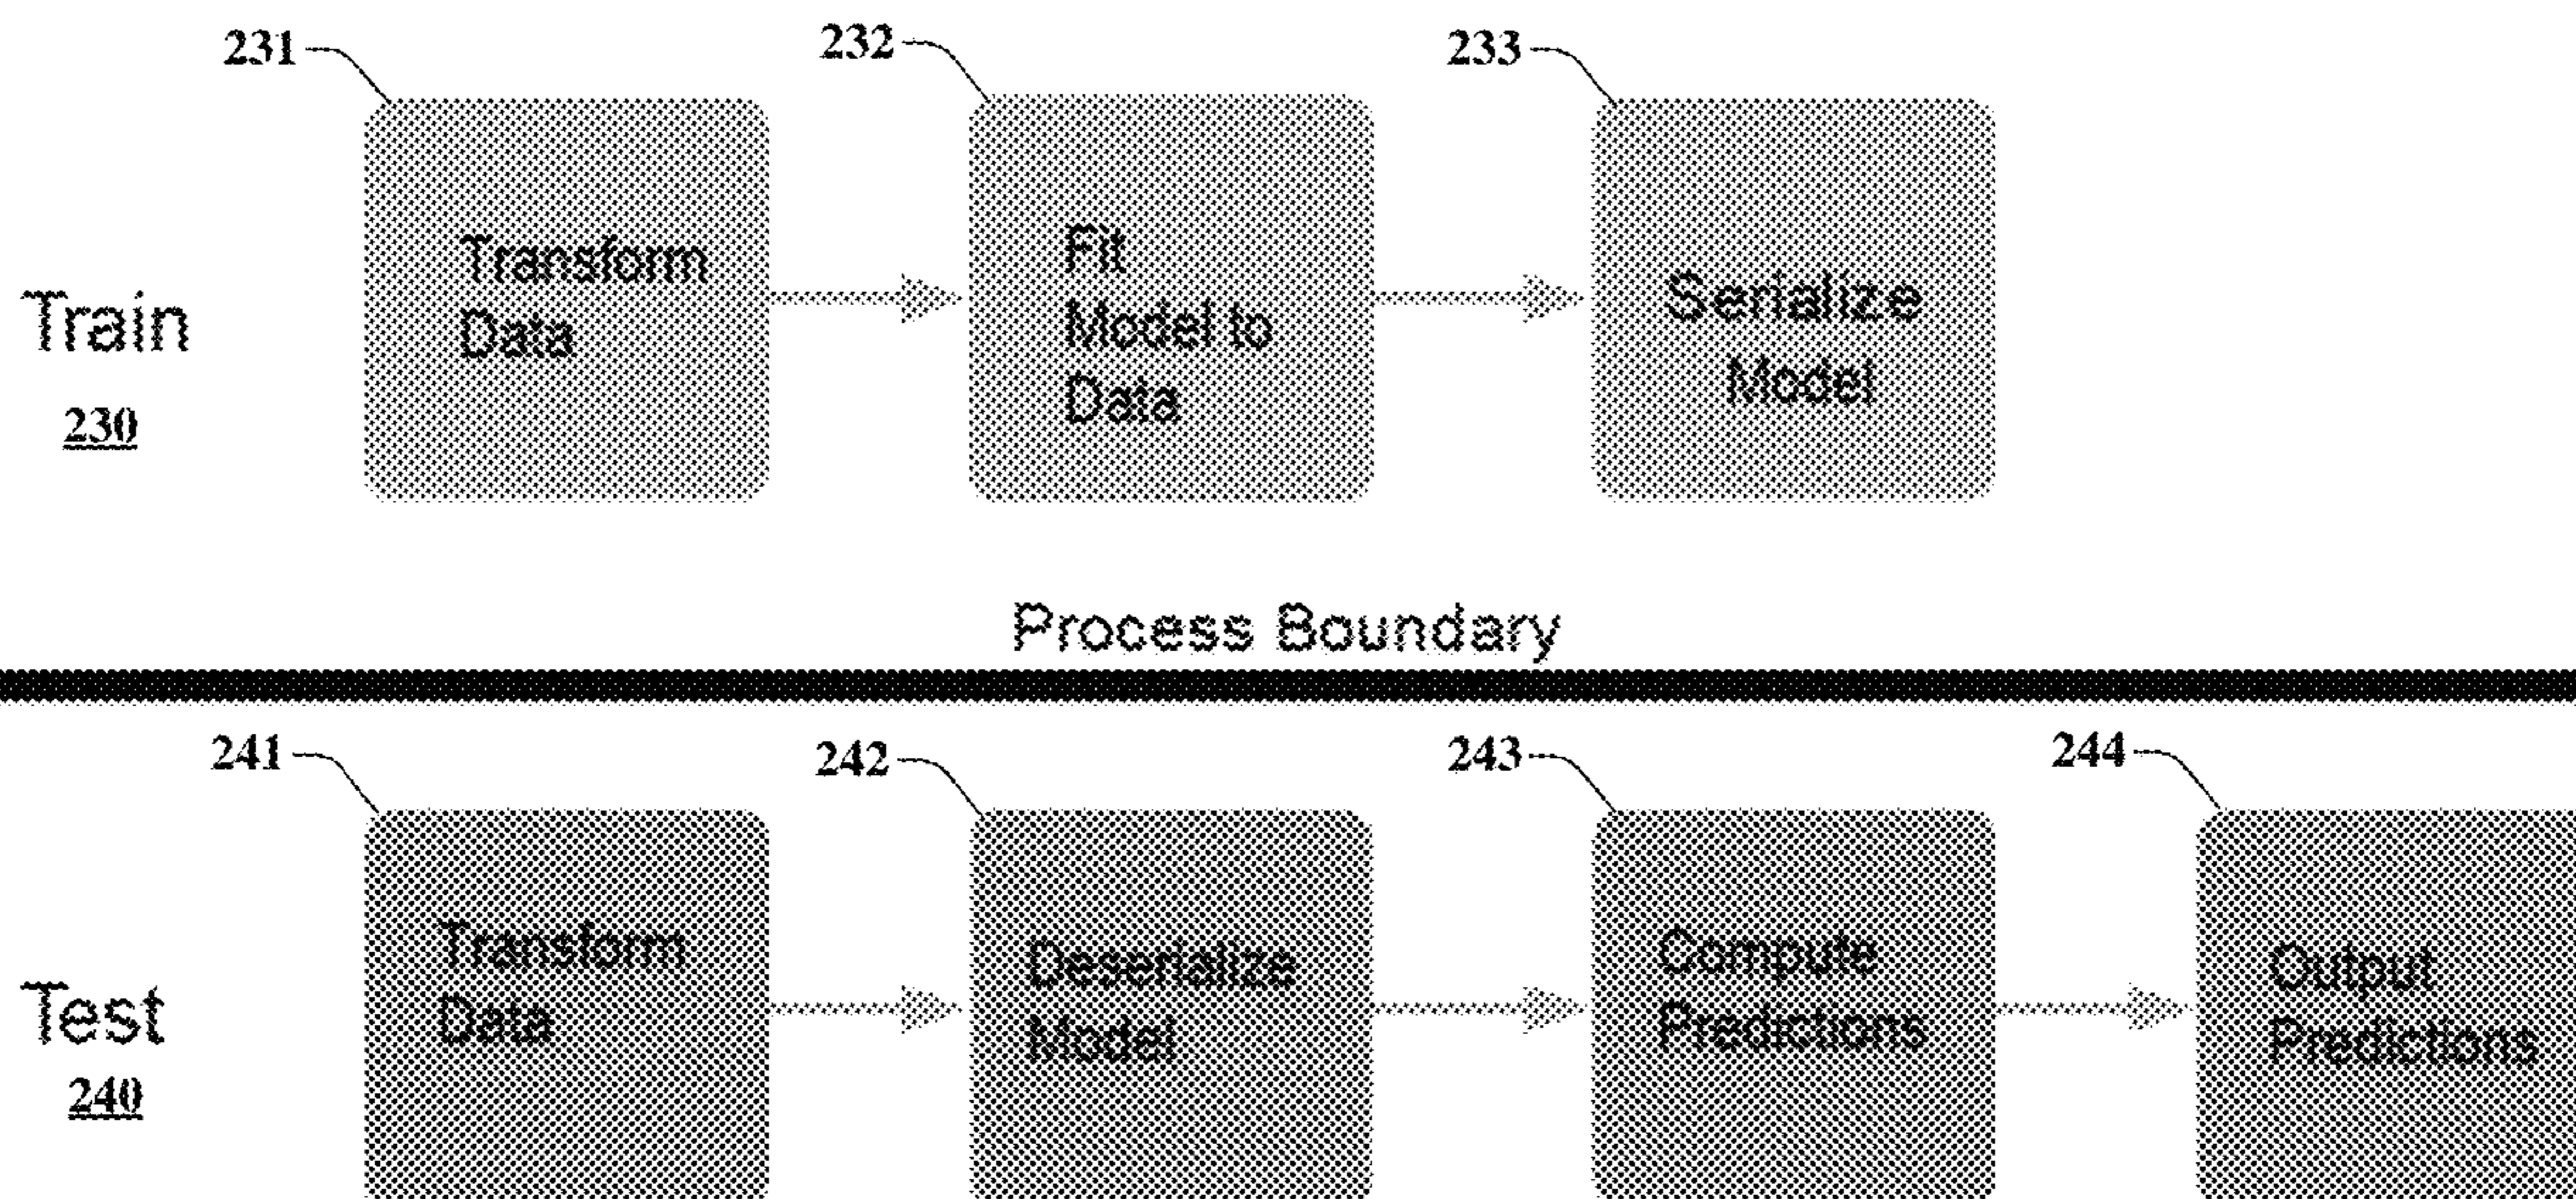 231
232
233
Transform
Data
Fit
Model to
Data
Serialize
Model
Train
230
Process Boundary
241
242
243
244
Transform
Data
Deserialize
Model
Compute
Predictions
Output
Predictions
Test
240